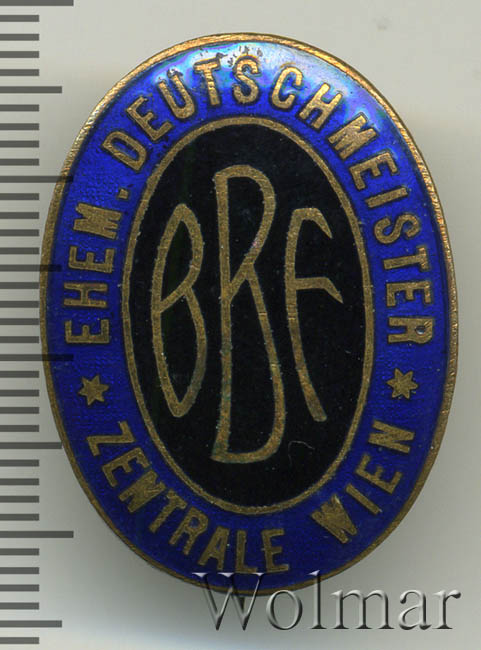 EHEM. DEUTSCHMEISTER
BBF
* ZENTRALE WIEN *
Wolmar